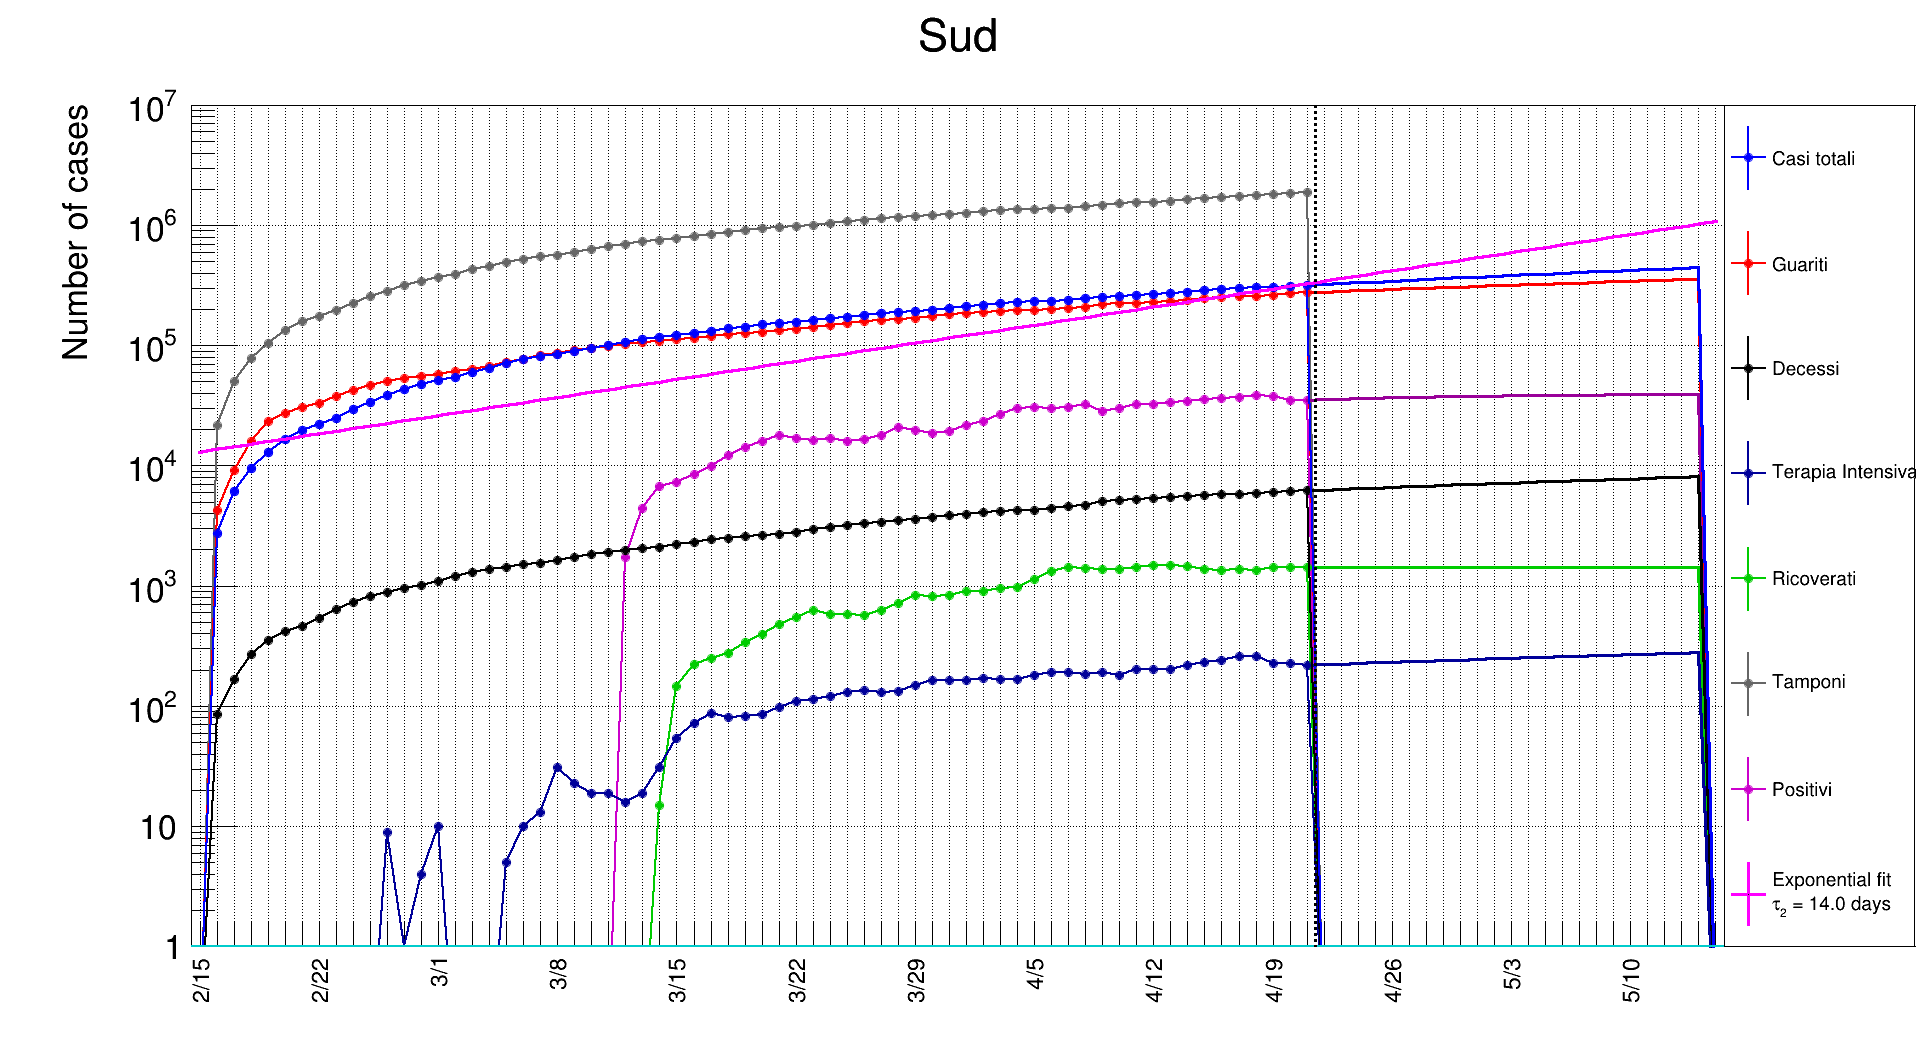 Sud
Number of cases
10^7
10^6
10^5
10^4
10^3
10^2
10
1
2/15
2/22
3/1
3/8
3/15
3/22
3/29
4/5
4/12
4/19
4/26
5/3
5/10
Casi totali
Guariti
Decessi
Terapia Intensiva
Ricoverati
Tamponi
Positivi
Exponential fit
τ_2 = 14.0 days